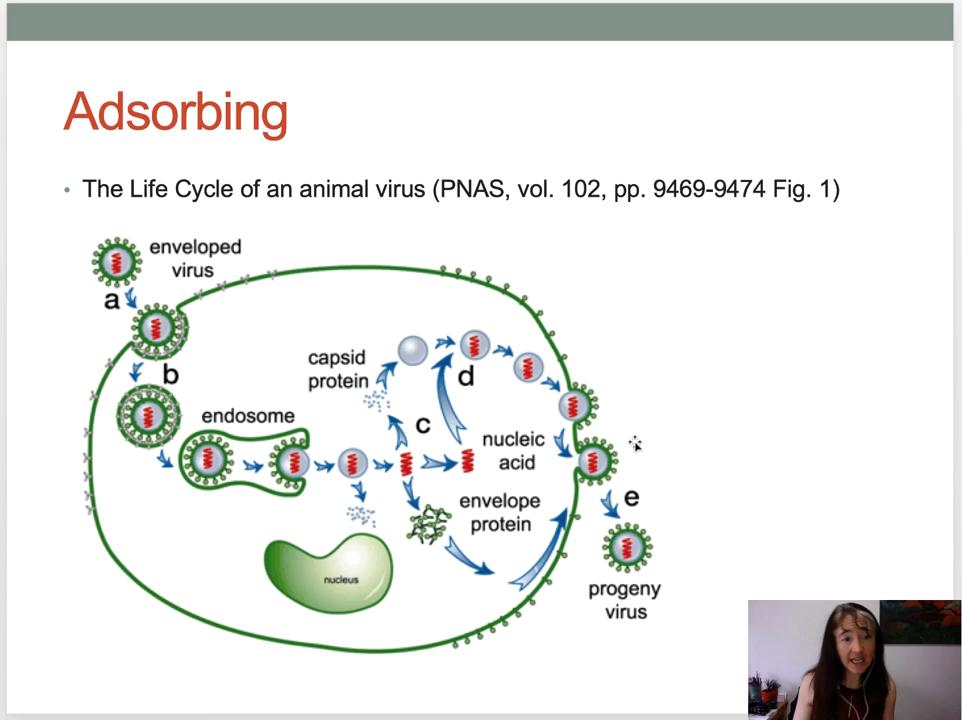 Adsorbing
• The Life Cycle of an animal virus (PNAS, vol. 102, pp. 9469-9474 Fig. 1)
enveloped
virus
a
b
endosome
capsid
protein
c
d
nucleic
acid
envelope
protein
nucleus
e
progeny
virus